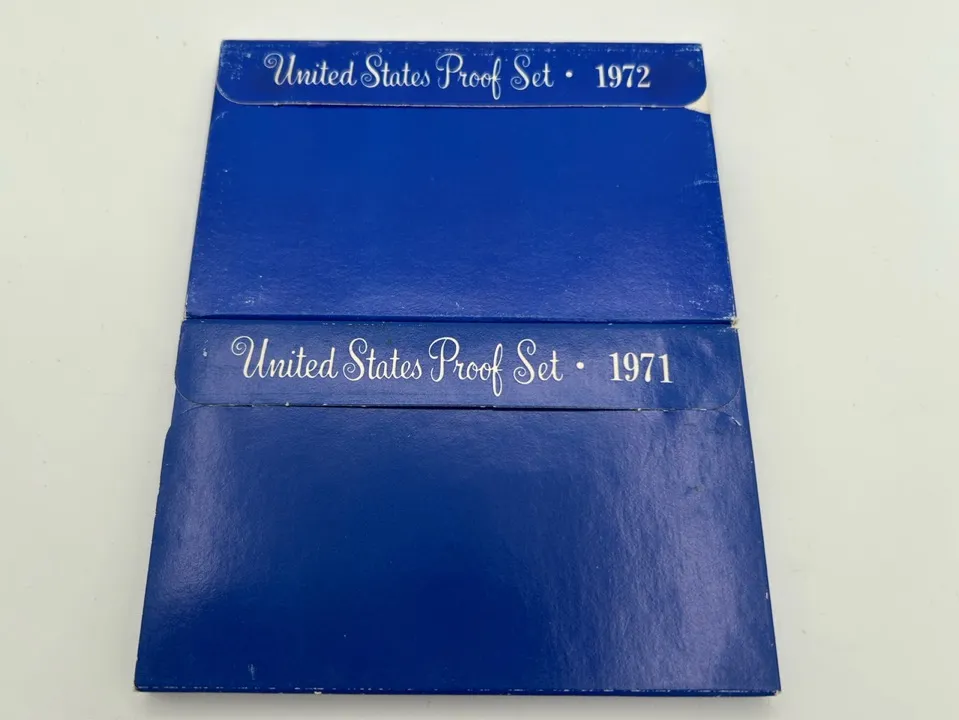 United States Proof Set • 1972
United States Proof Set • 1971